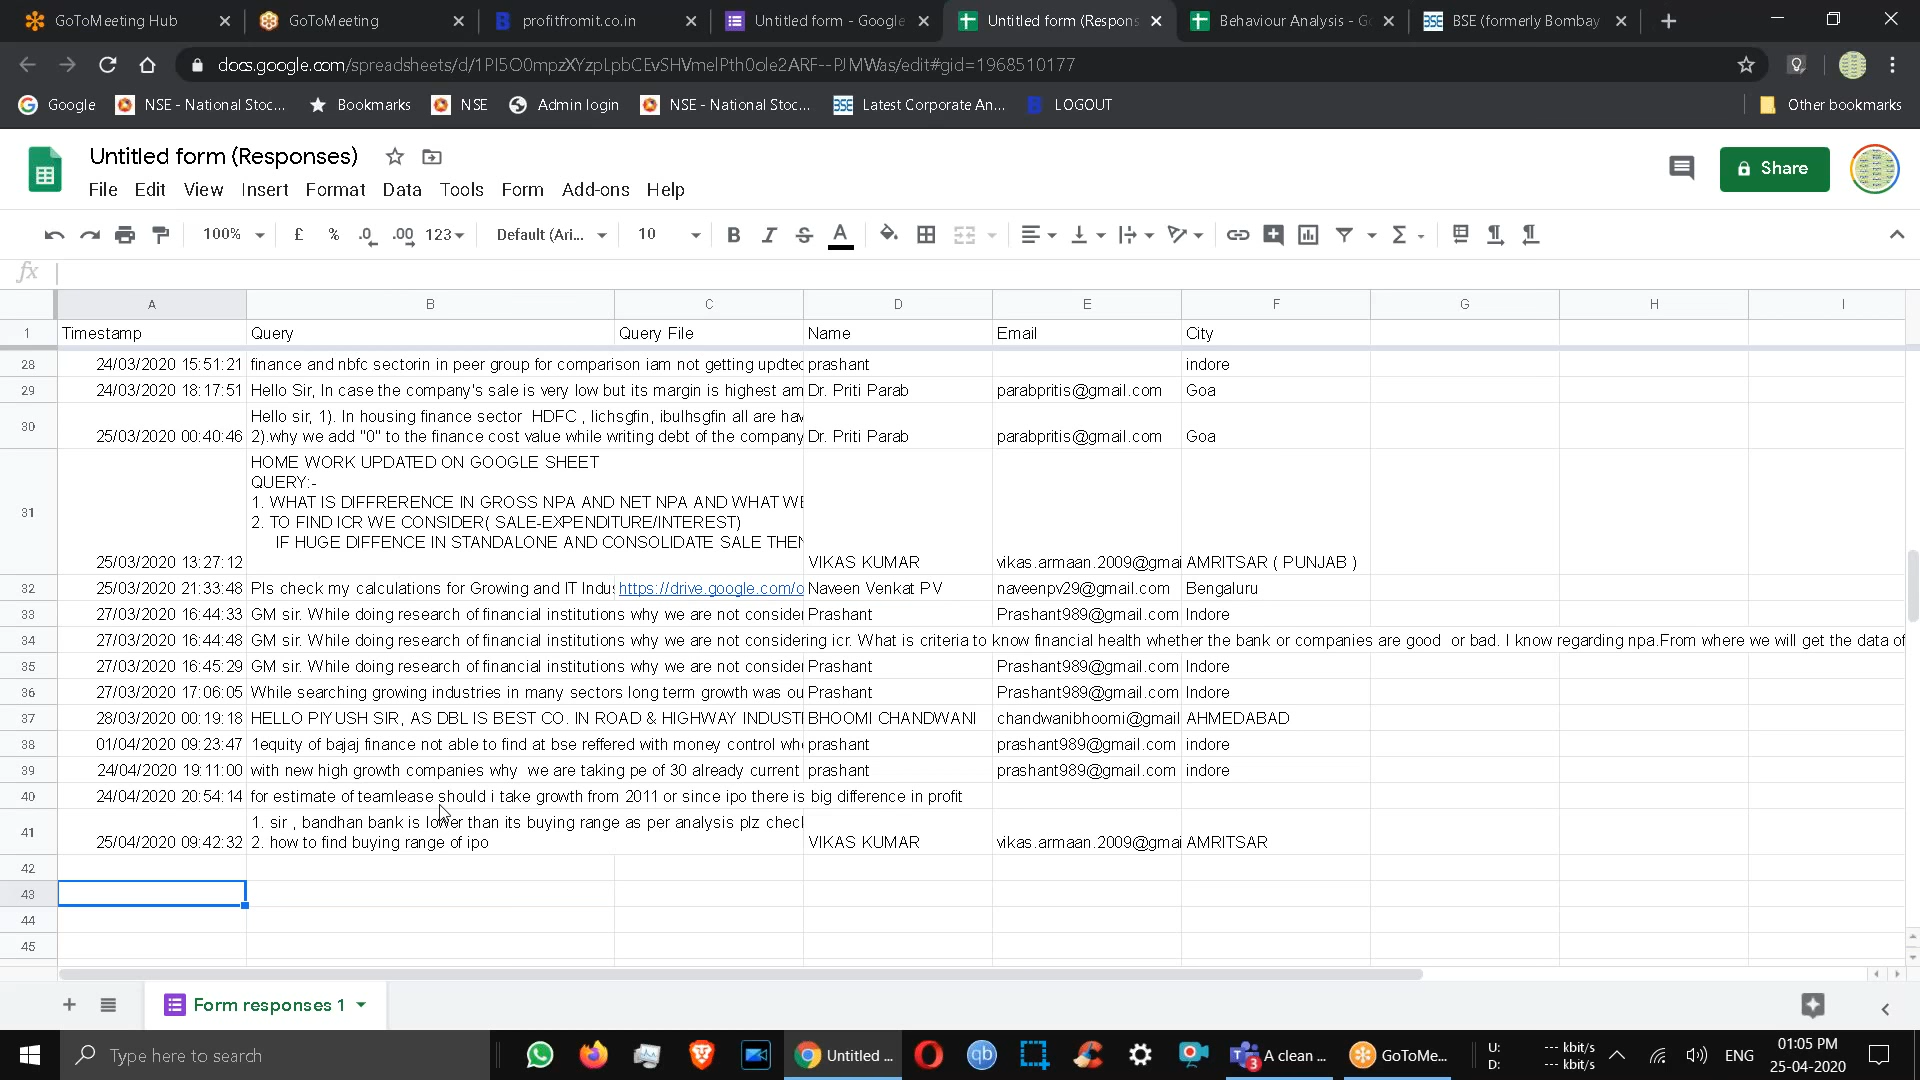 GoToMeeting Hub
GoToMeeting
profitfromit.co.in
Untitled form - Google
Untitled form (Respons
Behaviour Analysis - Go
BSE (formerly Bombay
docs.google.com/spreadsheets/d/1PI5O0mpzXYzpLpbCEvSHVmelPth0ole2ARF--PJMWas/edit#gid=1968510177
Google
NSE - National Stoc...
Bookmarks
NSE
Admin login
NSE - National Stoc...
Latest Corporate An...
LOGOUT
Other bookmarks
Untitled form (Responses)
Share
File Edit View Insert Format Data Tools Form Add-ons Help
100% £ % .0 .00 123 Default (Ari... 10 B I S A
fx
A B C D E F G H I
1 Timestamp Query Query File Name Email City
28 24/03/2020 15:51:21 finance and nbfc sectorin in peer group for comparison iam not getting updted prashant indore
29 24/03/2020 18:17:51 Hello Sir, In case the company's sale is very low but its margin is highest am Dr. Priti Parab parabpritis@gmail.com Goa
Hello sir, 1). In housing finance sector HDFC , lichsgfin, ibulhsgfin all are hav
30 25/03/2020 00:40:46 2).why we add "0" to the finance cost value while writing debt of the company Dr. Priti Parab parabpritis@gmail.com Goa
HOME WORK UPDATED ON GOOGLE SHEET
QUERY:-
1. WHAT IS DIFFRERENCE IN GROSS NPA AND NET NPA AND WHAT WE
2. TO FIND ICR WE CONSIDER( SALE-EXPENDITURE/INTEREST)
IF HUGE DIFFENCE IN STANDALONE AND CONSOLIDATE SALE THEN
31 25/03/2020 13:27:12 VIKAS KUMAR vikas.armaan.2009@gmai AMRITSAR ( PUNJAB )
32 25/03/2020 21:33:48 Pls check my calculations for Growing and IT Indus https://drive.google.com/o Naveen Venkat PV naveenpv29@gmail.com Bengaluru
33 27/03/2020 16:44:33 GM sir. While doing research of financial institutions why we are not consider Prashant Prashant989@gmail.com Indore
34 27/03/2020 16:44:48 GM sir. While doing research of financial institutions why we are not considering icr. What is criteria to know financial health whether the bank or companies are good or bad. I know regarding npa.From where we will get the data of
35 27/03/2020 16:45:29 GM sir. While doing research of financial institutions why we are not consider Prashant Prashant989@gmail.com Indore
36 27/03/2020 17:06:05 While searching growing industries in many sectors long term growth was ou Prashant Prashant989@gmail.com Indore
37 28/03/2020 00:19:18 HELLO PIYUSH SIR, AS DBL IS BEST CO. IN ROAD & HIGHWAY INDUSTI BHOOMI CHANDWANI chandwanibhoomi@gmail AHMEDABAD
38 01/04/2020 09:23:47 1equity of bajaj finance not able to find at bse reffered with money control whe prashant prashant989@gmail.com indore
39 24/04/2020 19:11:00 with new high growth companies why we are taking pe of 30 already current prashant prashant989@gmail.com indore
40 24/04/2020 20:54:14 for estimate of teamlease should i take growth from 2011 or since ipo there is big difference in profit
1. sir , bandhan bank is lower than its buying range as per analysis plz checl
41 25/04/2020 09:42:32 2. how to find buying range of ipo VIKAS KUMAR vikas.armaan.2009@gmai AMRITSAR
42
43
44
45
Form responses 1
Type here to search
Untitled ...
A clean ...
3
GoToMe...
U: --- kbit/s
D: --- kbit/s
ENG
01:05 PM
25-04-2020